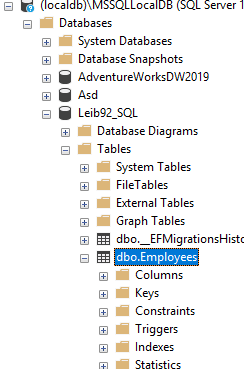 (localdb)\MSSQLLocalDB (SQL Server 1
Databases
System Databases
Database Snapshots
AdventureWorksDW2019
Asd
Leib92_SQL
Database Diagrams
Tables
System Tables
FileTables
External Tables
Graph Tables
dbo.__EFMigrationsHisto
dbo.Employees
Columns
Keys
Constraints
Triggers
Indexes
Statistics